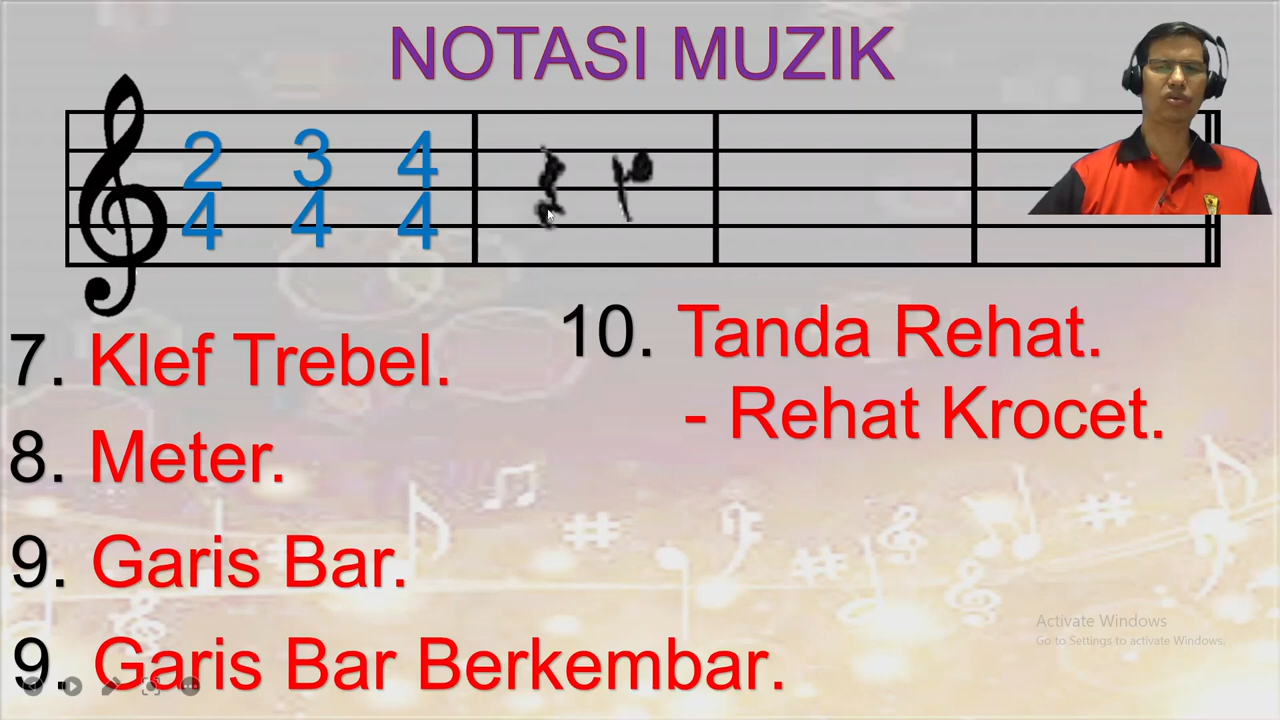 NOTASI MUZIK
2 3 4
4 4 4
7. Klef Trebel.
8. Meter.
9. Garis Bar.
9. Garis Bar Berkembar.
10. Tanda Rehat.
- Rehat Krocet.
Activate Windows
Go to Settings to activate Windows.